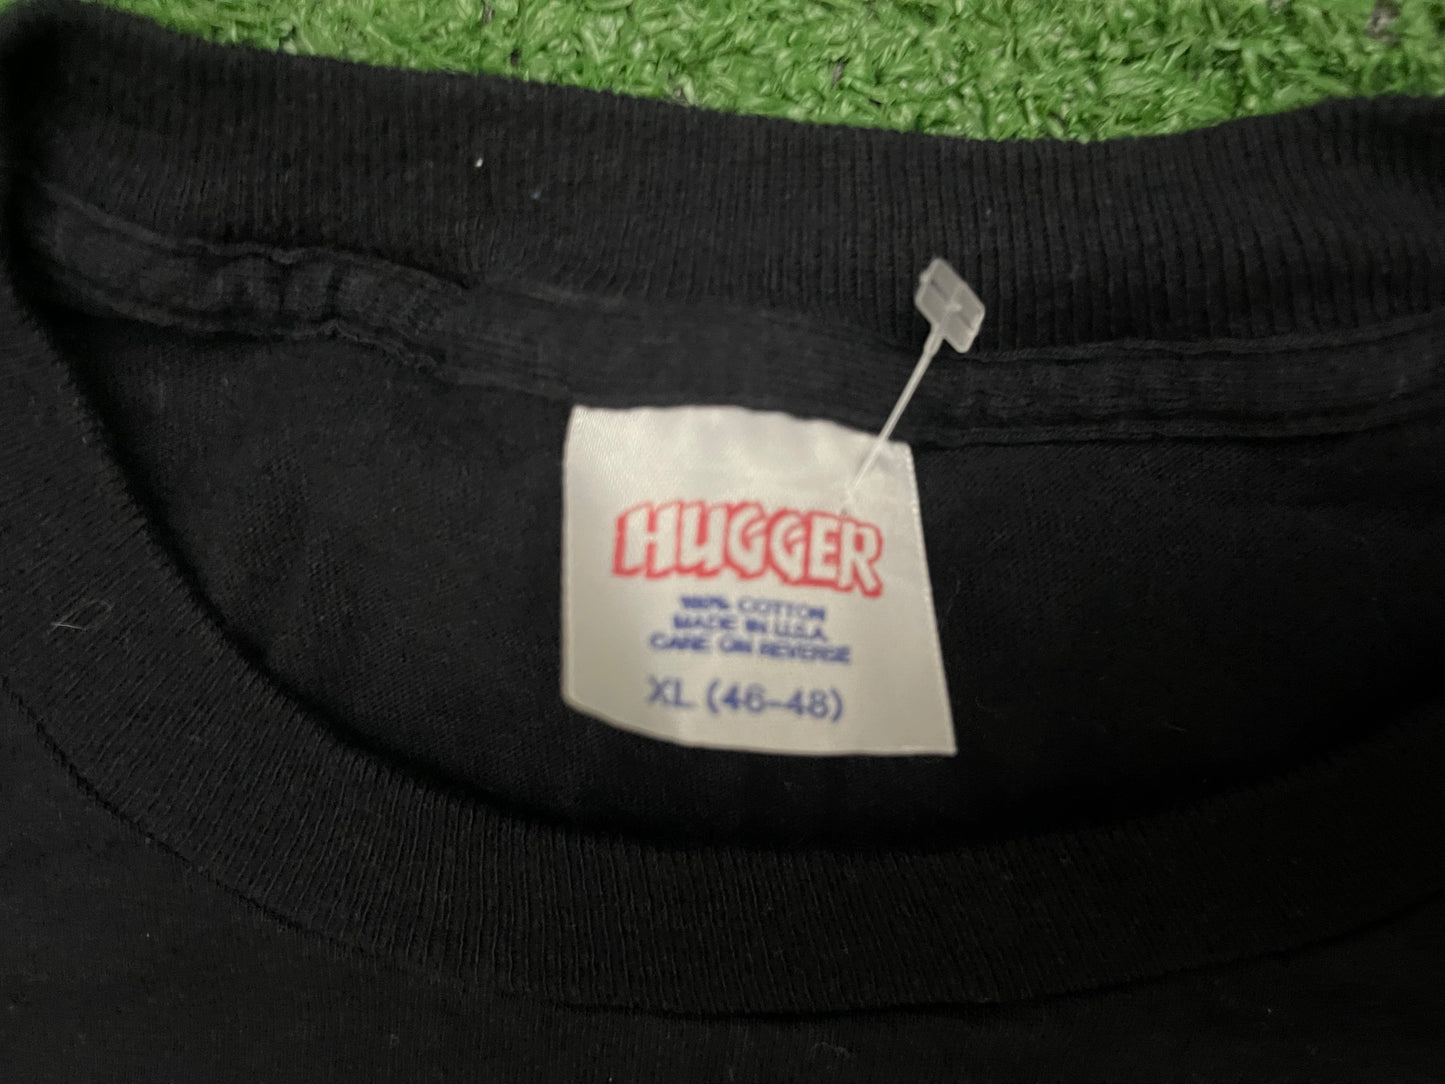 HUGGER
100% COTTON
MADE IN U.S.A.
CARE ON REVERSE
XL (46-48)